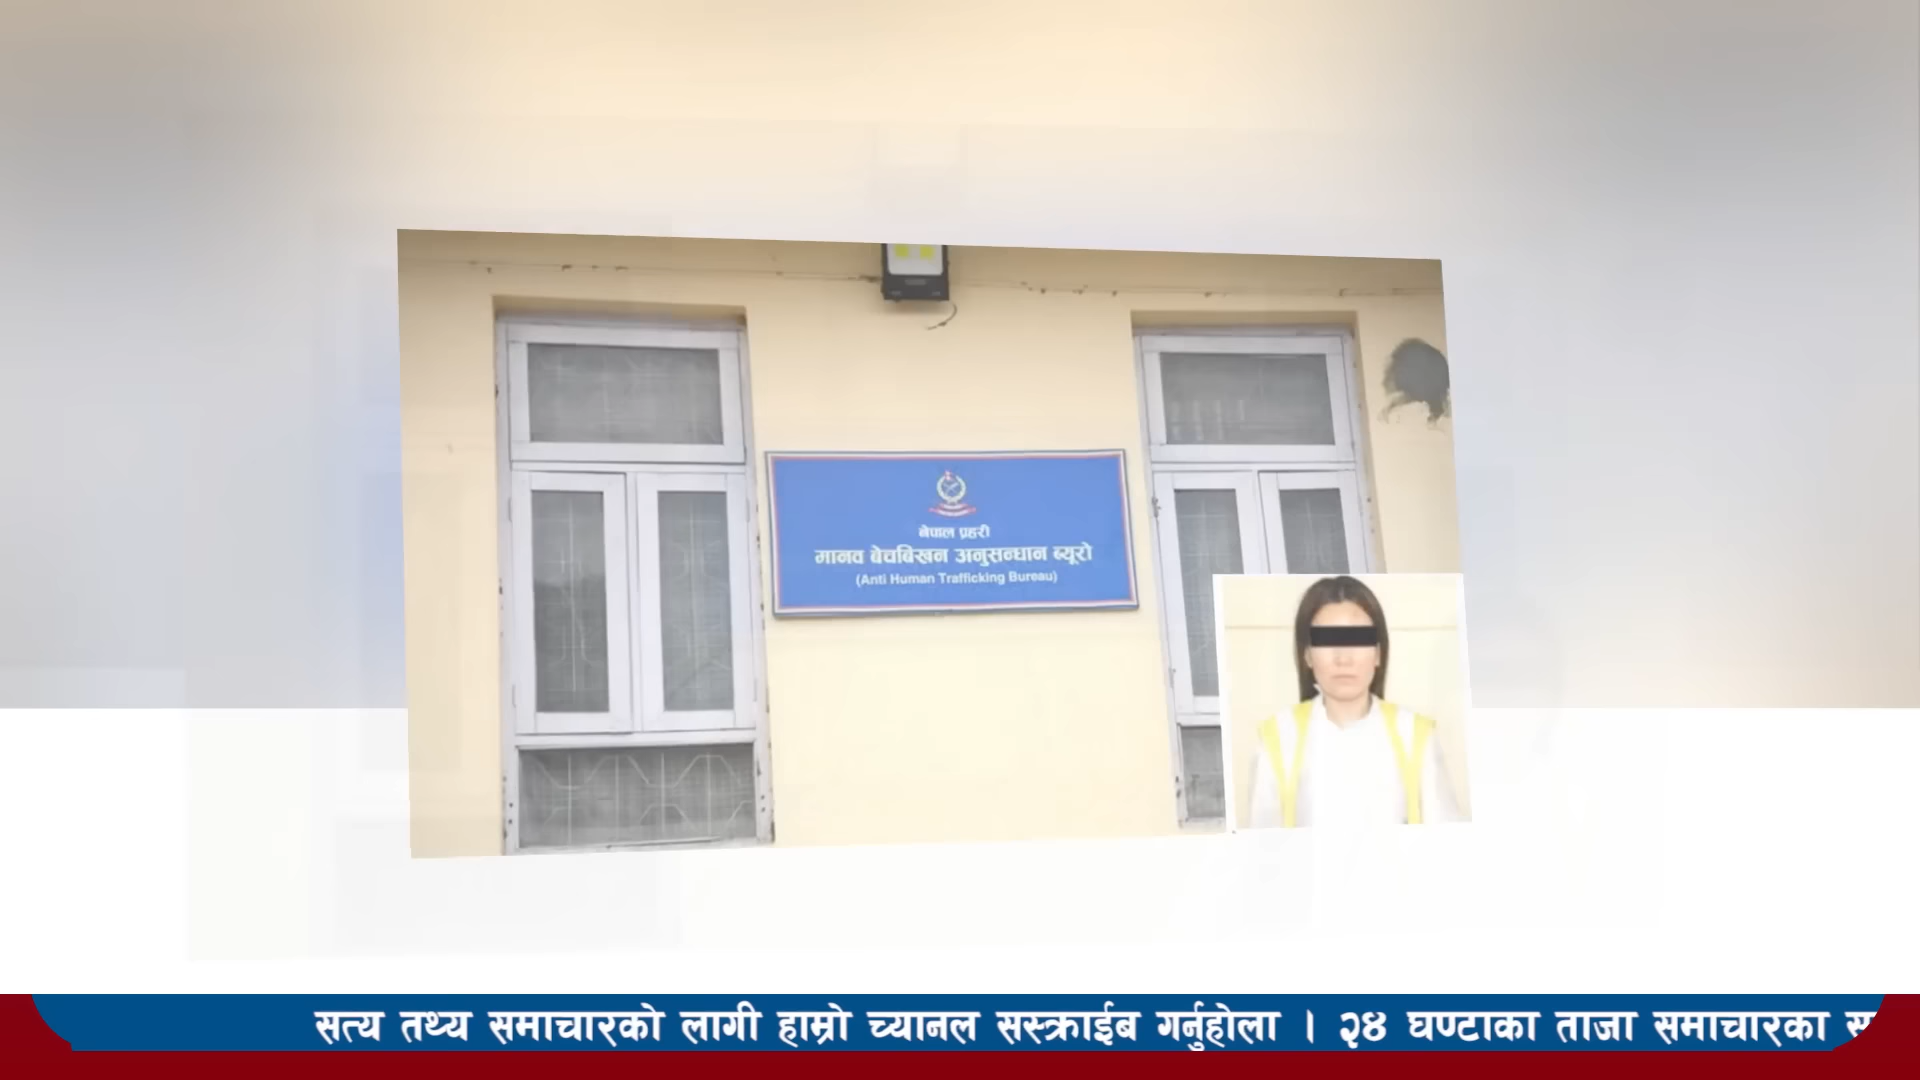 नेपाल प्रहरी
मानव बेचबिखन अनुसन्धान ब्यूरो
(Anti Human Trafficking Bureau)
सत्य तथ्य समाचारको लागी हाम्रो च्यानल सस्क्राईब गर्नुहोला । २४ घण्टाका ताजा समाचारका